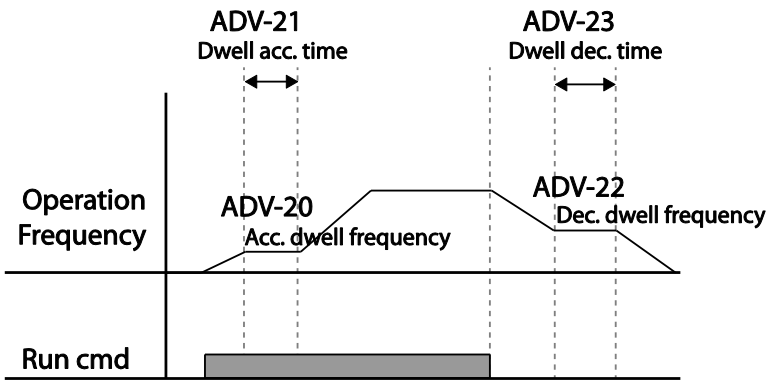 ADV-21
Dwell acc. time
ADV-23
Dwell dec. time
Operation
Frequency
ADV-20
Acc. dwell frequency
ADV-22
Dec. dwell frequency
Run cmd